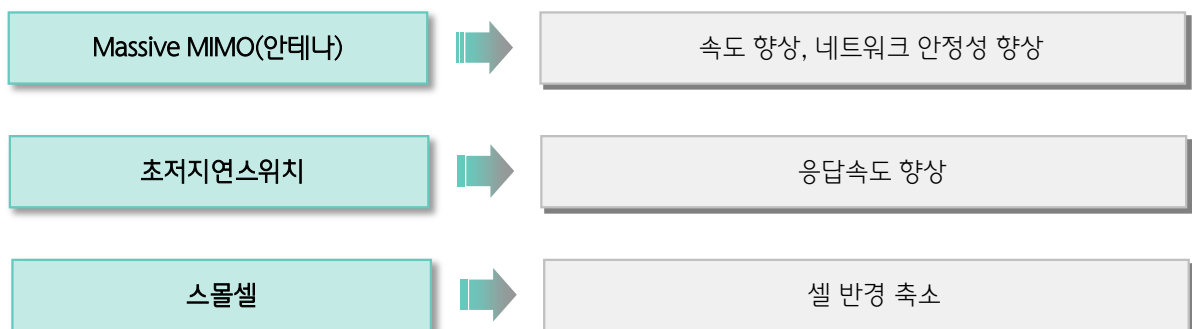 Massive MIMO(안테나)
속도 향상, 네트워크 안정성 향상
초저지연스위치
응답속도 향상
스몰셀
셀 반경 축소